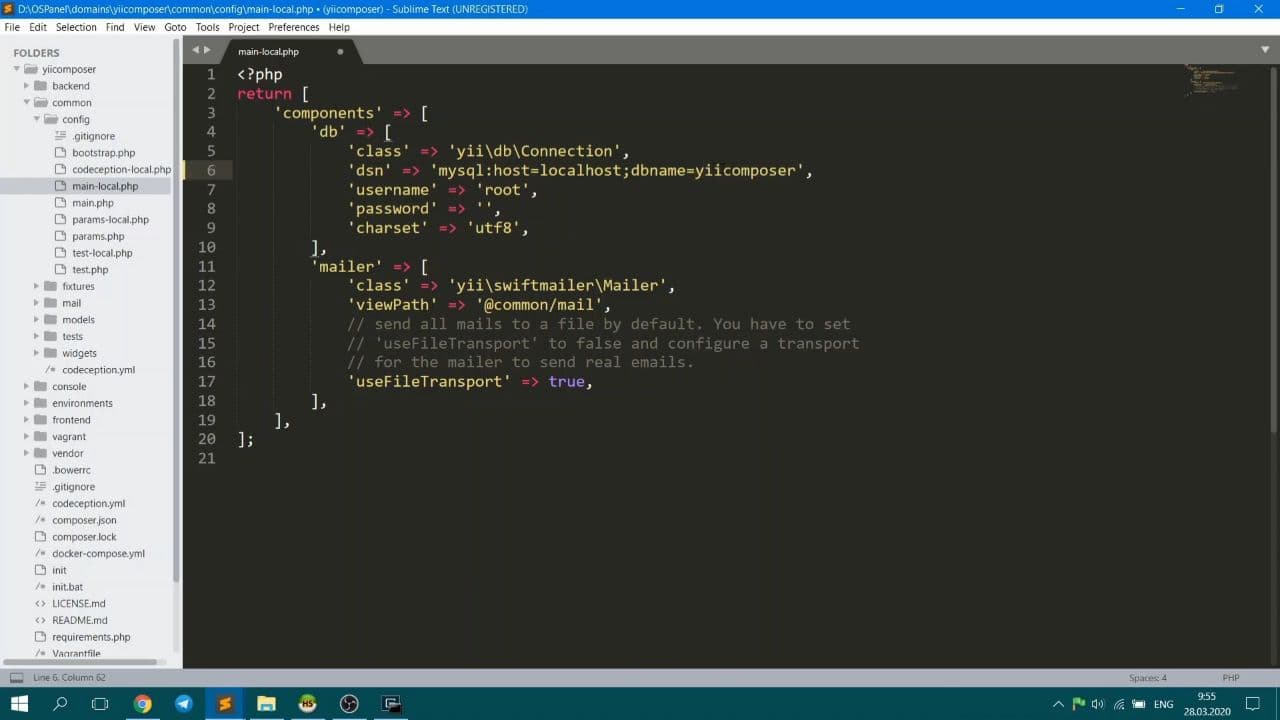 D:\OSPanel\domains\yiicomposer\common\config\main-local.php • (yiicomposer) - Sublime Text (UNREGISTERED)
File Edit Selection Find View Goto Tools Project Preferences Help
FOLDERS
yiicomposer
backend
common
config
.gitignore
bootstrap.php
codeception-local.php
main-local.php
main.php
params-local.php
params.php
test-local.php
test.php
fixtures
mail
models
tests
widgets
/* codeception.yml
console
environments
frontend
vagrant
vendor
.bowerrc
.gitignore
/* codeception.yml
/* composer.json
composer.lock
/* docker-compose.yml
init
/* init.bat
<> LICENSE.md
<> README.md
requirements.php
Vagrantfile
main-local.php
1 <?php
2 return [
3     'components' => [
4         'db' => [
5             'class' => 'yii\db\Connection',
6             'dsn' => 'mysql:host=localhost;dbname=yiicomposer',
7             'username' => 'root',
8             'password' => '',
9             'charset' => 'utf8',
10         ],
11         'mailer' => [
12             'class' => 'yii\swiftmailer\Mailer',
13             'viewPath' => '@common/mail',
14             // send all mails to a file by default. You have to set
15             // 'useFileTransport' to false and configure a transport
16             // for the mailer to send real emails.
17             'useFileTransport' => true,
18         ],
19     ],
20 ];
21
Line 6, Column 62 Spaces: 4 PHP
ENG 9:55
28.03.2020